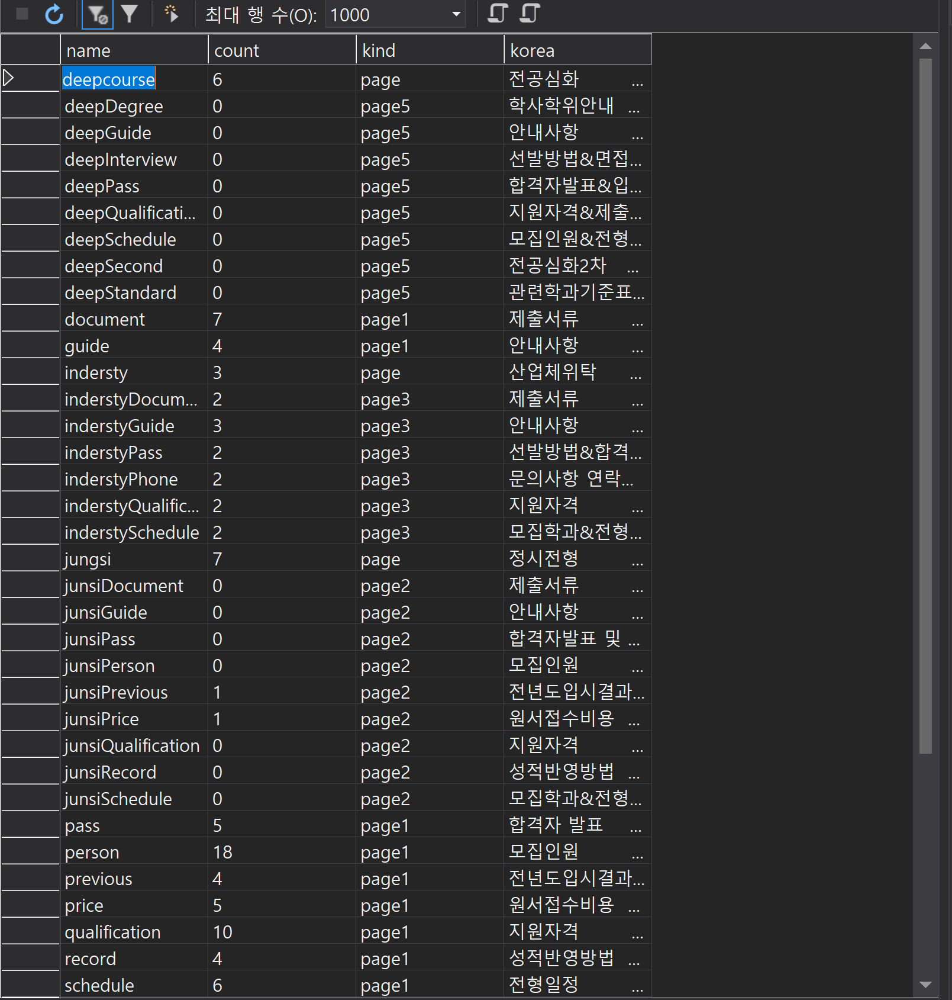 최대 행 수(O): 1000
name count kind korea
deepcourse 6 page 전공심화 ...
deepDegree 0 page5 학사학위안내 ...
deepGuide 0 page5 안내사항 ...
deepInterview 0 page5 선발방법&면접...
deepPass 0 page5 합격자발표&입...
deepQualificati... 0 page5 지원자격&제출...
deepSchedule 0 page5 모집인원&전형...
deepSecond 0 page5 전공심화2차 ...
deepStandard 0 page5 관련학과기준표...
document 7 page1 제출서류 ...
guide 4 page1 안내사항 ...
indersty 3 page 산업체위탁 ...
inderstyDocum... 2 page3 제출서류 ...
inderstyGuide 3 page3 안내사항 ...
inderstyPass 2 page3 선발방법&합격...
inderstyPhone 2 page3 문의사항 연락...
inderstyQualific... 2 page3 지원자격 ...
inderstySchedule 2 page3 모집학과&전형...
jungsi 7 page 정시전형 ...
junsiDocument 0 page2 제출서류 ...
junsiGuide 0 page2 안내사항 ...
junsiPass 0 page2 합격자발표 및 ...
junsiPerson 0 page2 모집인원 ...
junsiPrevious 1 page2 전년도입시결과...
junsiPrice 1 page2 원서접수비용 ...
junsiQualification 0 page2 지원자격 ...
junsiRecord 0 page2 성적반영방법 ...
junsiSchedule 0 page2 모집학과&전형...
pass 5 page1 합격자 발표 ...
person 18 page1 모집인원 ...
previous 4 page1 전년도입시결과...
price 5 page1 원서접수비용 ...
qualification 10 page1 지원자격 ...
record 4 page1 성적반영방법 ...
schedule 6 page1 전형일정 ...